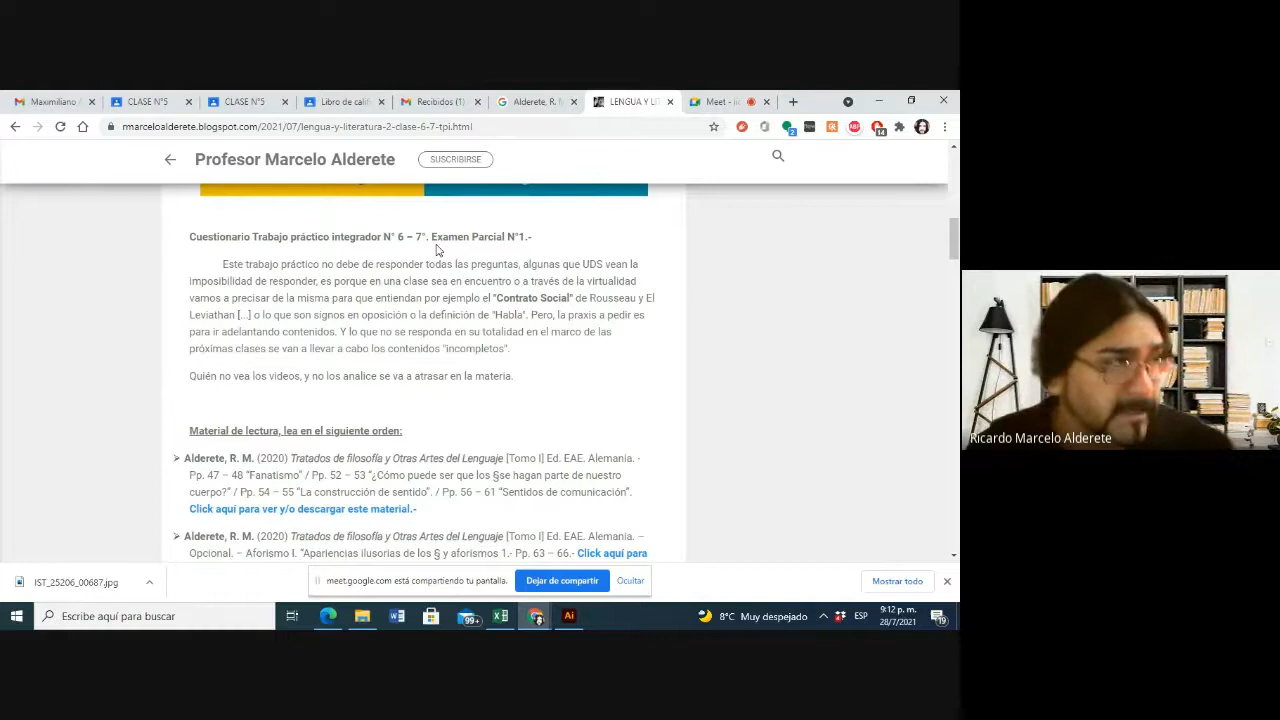 Maximiliano /
CLASE N°5
CLASE N°5
Libro de calif
Recibidos (1)
Alderete, R. M
LENGUA Y LI
Meet - i
marceloalderete.blogspot.com/2021/07/lengua-y-literatura-2-clase-6-7-tpi.html
2
ABP
14
Profesor Marcelo Alderete
SUSCRIBIRSE
Cuestionario Trabajo práctico integrador N° 6 – 7°. Examen Parcial N°1.-
Este trabajo práctico no debe de responder todas las preguntas, algunas que UDS vean la
imposibilidad de responder, es porque en una clase sea en encuentro o a través de la virtualidad
vamos a precisar de la misma para que entiendan por ejemplo el "Contrato Social" de Rousseau y El
Leviathan [...] o lo que son signos en oposición o la definición de "Habla". Pero, la praxis a pedir es
para ir adelantando contenidos. Y lo que no se responda en su totalidad en el marco de las
próximas clases se van a llevar a cabo los contenidos "incompletos".
Quién no vea los videos, y no los analice se va a atrasar en la materia.
Material de lectura, lea en el siguiente orden:
➤ Alderete, R. M. (2020) Tratados de filosofía y Otras Artes del Lenguaje [Tomo I] Ed. EAE. Alemania. -
Pp. 47 – 48 “Fanatismo” / Pp. 52 – 53 “¿Cómo puede ser que los §se hagan parte de nuestro
cuerpo?” / Pp. 54 – 55 “La construcción de sentido”. / Pp. 56 – 61 “Sentidos de comunicación”.
Click aquí para ver y/o descargar este material.-
➤ Alderete, R. M. (2020) Tratados de filosofía y Otras Artes del Lenguaje [Tomo I] Ed. EAE. Alemania. –
Opcional. – Aforismo I. “Apariencias ilusorias de los § y aforismos 1.- Pp. 63 – 66.- Click aquí para
Ricardo Marcelo Alderete
IST_25206_00687.jpg
meet.google.com está compartiendo tu pantalla.
Dejar de compartir
Ocultar
Mostrar todo
Escribe aquí para buscar
99+
Ai
8°C Muy despejado
ESP
9:12 p. m.
28/7/2021
19